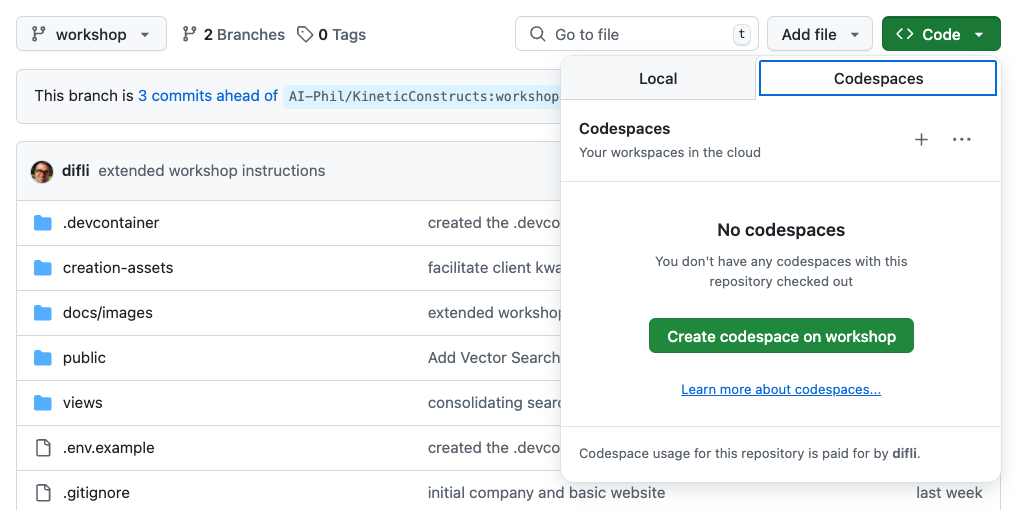 workshop
2 Branches
0 Tags
Go to file
t
Add file
Code
This branch is 3 commits ahead of AI-Phil/KineticConstructs:workshop
Local
Codespaces
Codespaces
Your workspaces in the cloud
No codespaces
You don't have any codespaces with this
repository checked out
Create codespace on workshop
Learn more about codespaces...
Codespace usage for this repository is paid for by difli.
difli extended workshop instructions
.devcontainer
created the .devco
creation-assets
facilitate client kwa
docs/images
extended workshop
public
Add Vector Search
views
consolidating searc
.env.example
created the .devco
.gitignore
initial company and basic website
last week